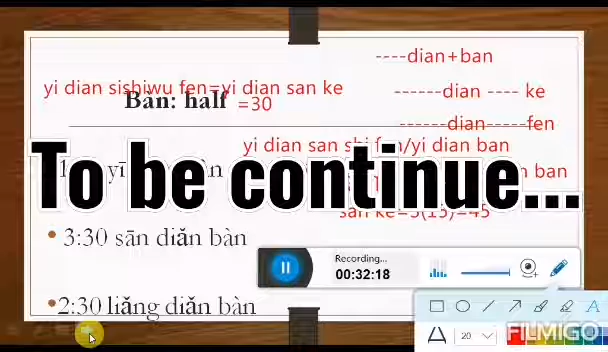 ----dian+ban
yi dian sishiwu fen=yi dian san ke
Bàn: half =30
------dian ---- ke
------dian-----fen
yi dian san shi fen/yi dian ban
ban
To be continue...
san ke=3(15)=45
• 3:30 sān diǎn bàn
•2:30 liǎng diǎn bàn
Recording...
00:32:18
A
20
FILMIGO